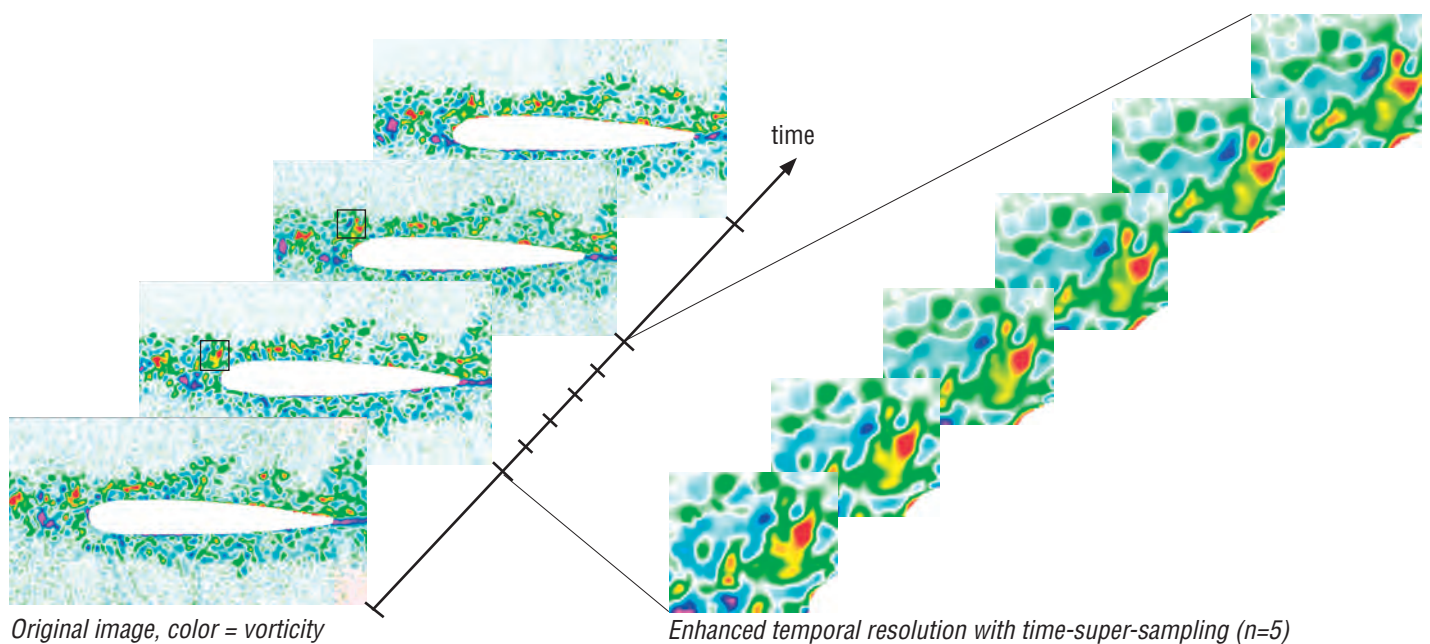 time
Original image, color = vorticity
Enhanced temporal resolution with time-super-sampling (n=5)